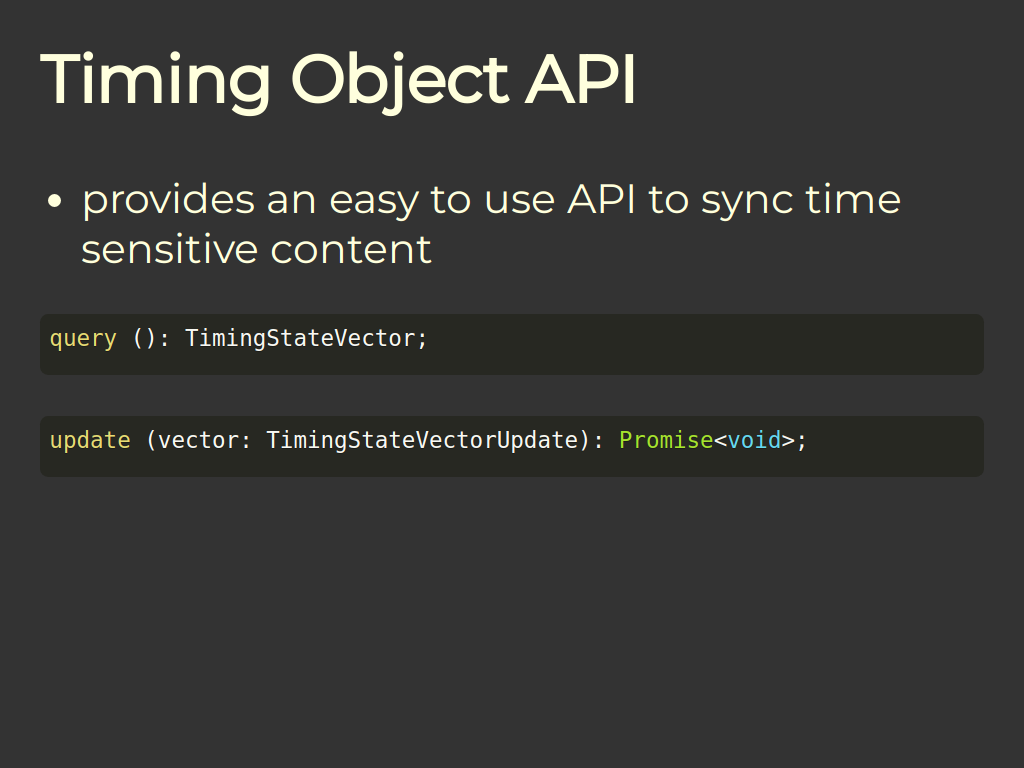 Timing Object API
• provides an easy to use API to sync time
sensitive content
query (): TimingStateVector;
update (vector: TimingStateVectorUpdate): Promise<void>;